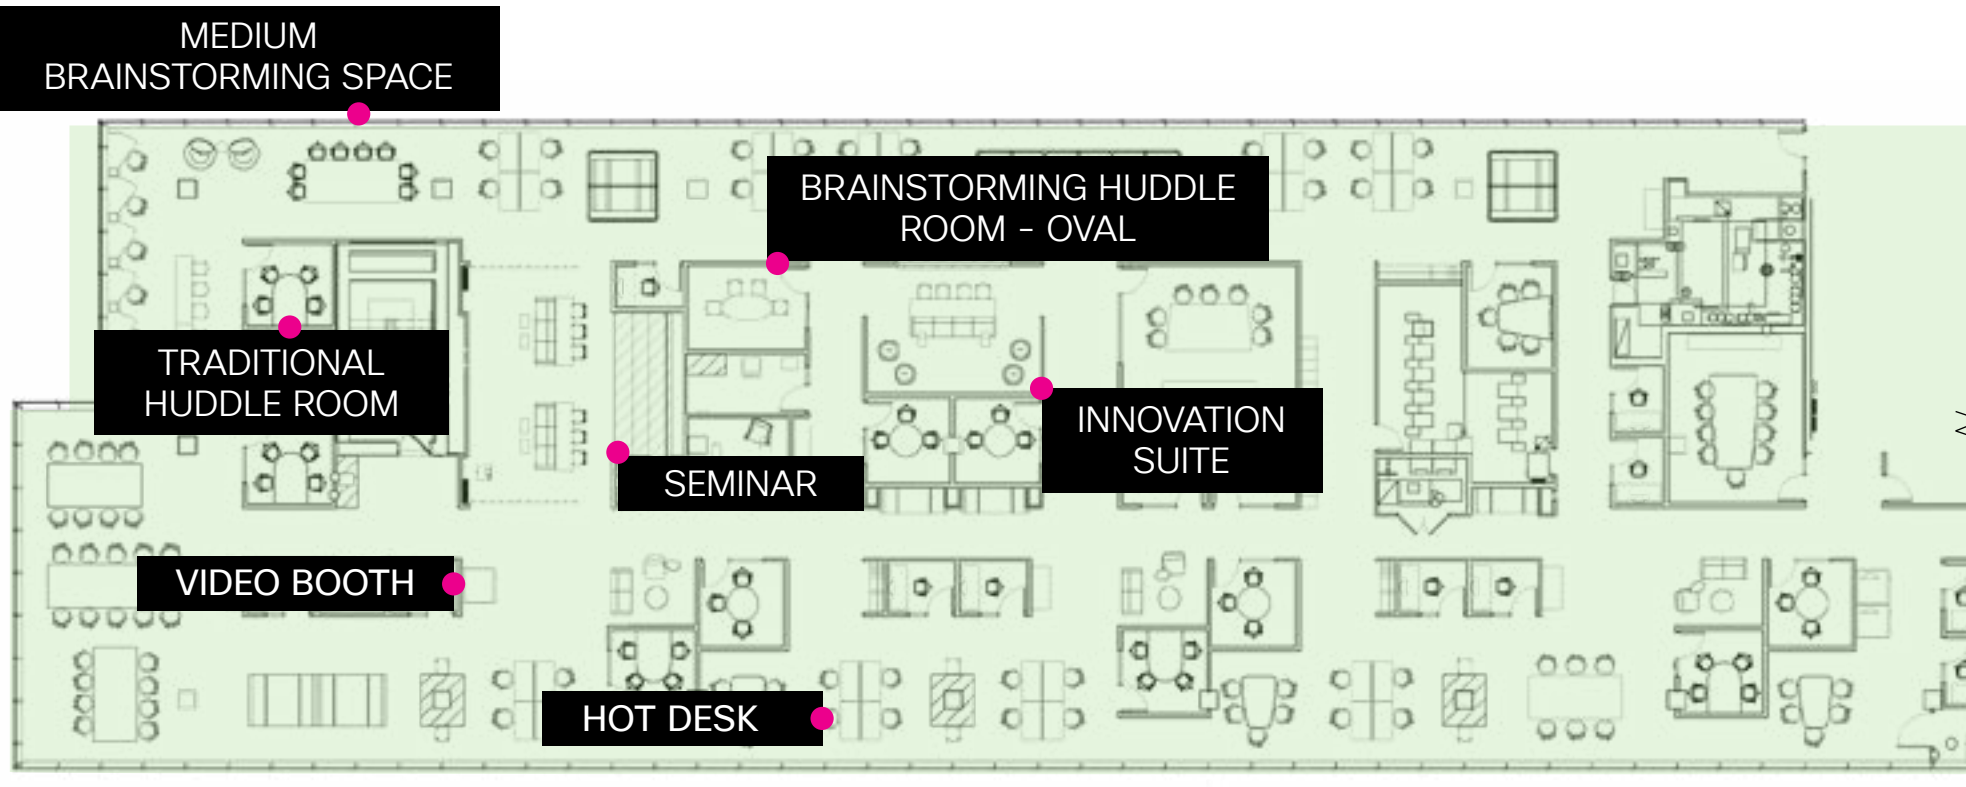 MEDIUM
BRAINSTORMING SPACE
BRAINSTORMING HUDDLE
ROOM - OVAL
TRADITIONAL
HUDDLE ROOM
INNOVATION
SUITE
SEMINAR
VIDEO BOOTH
HOT DESK